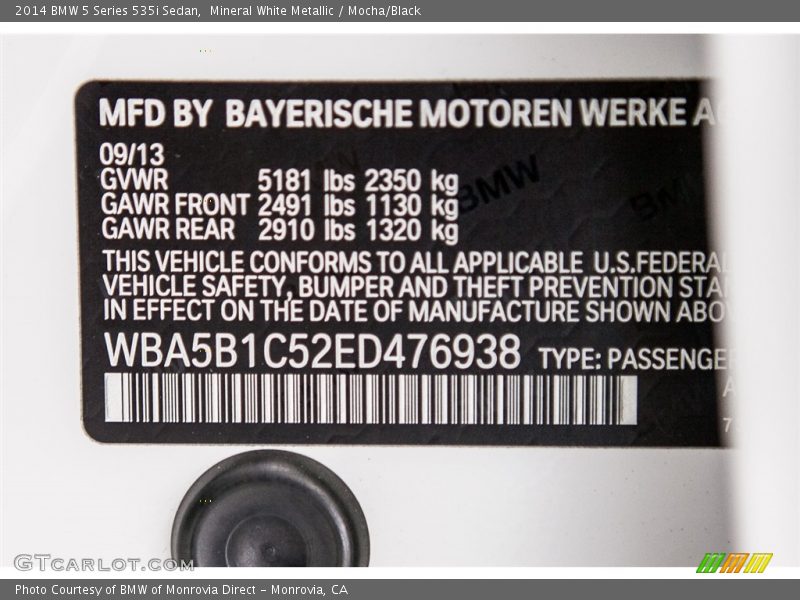 2014 BMW 5 Series 535i Sedan, Mineral White Metallic / Mocha/Black
MFD BY BAYERISCHE MOTOREN WERKE
09/13
GVWR 5181 lbs 2350 kg
GAWR FRONT 2491 lbs 1130 kg
GAWR REAR 2910 lbs 1320 kg
BMW
BMW
THIS VEHICLE CONFORMS TO ALL APPLICABLE U.S.FEDERAL
VEHICLE SAFETY, BUMPER AND THEFT PREVENTION
IN EFFECT ON THE DATE OF MANUFACTURE SHOWN
WBA5B1C52ED476938 TYPE: PASSENGER
GTCARLOT.COM
Photo Courtesy of BMW of Monrovia Direct - Monrovia, CA